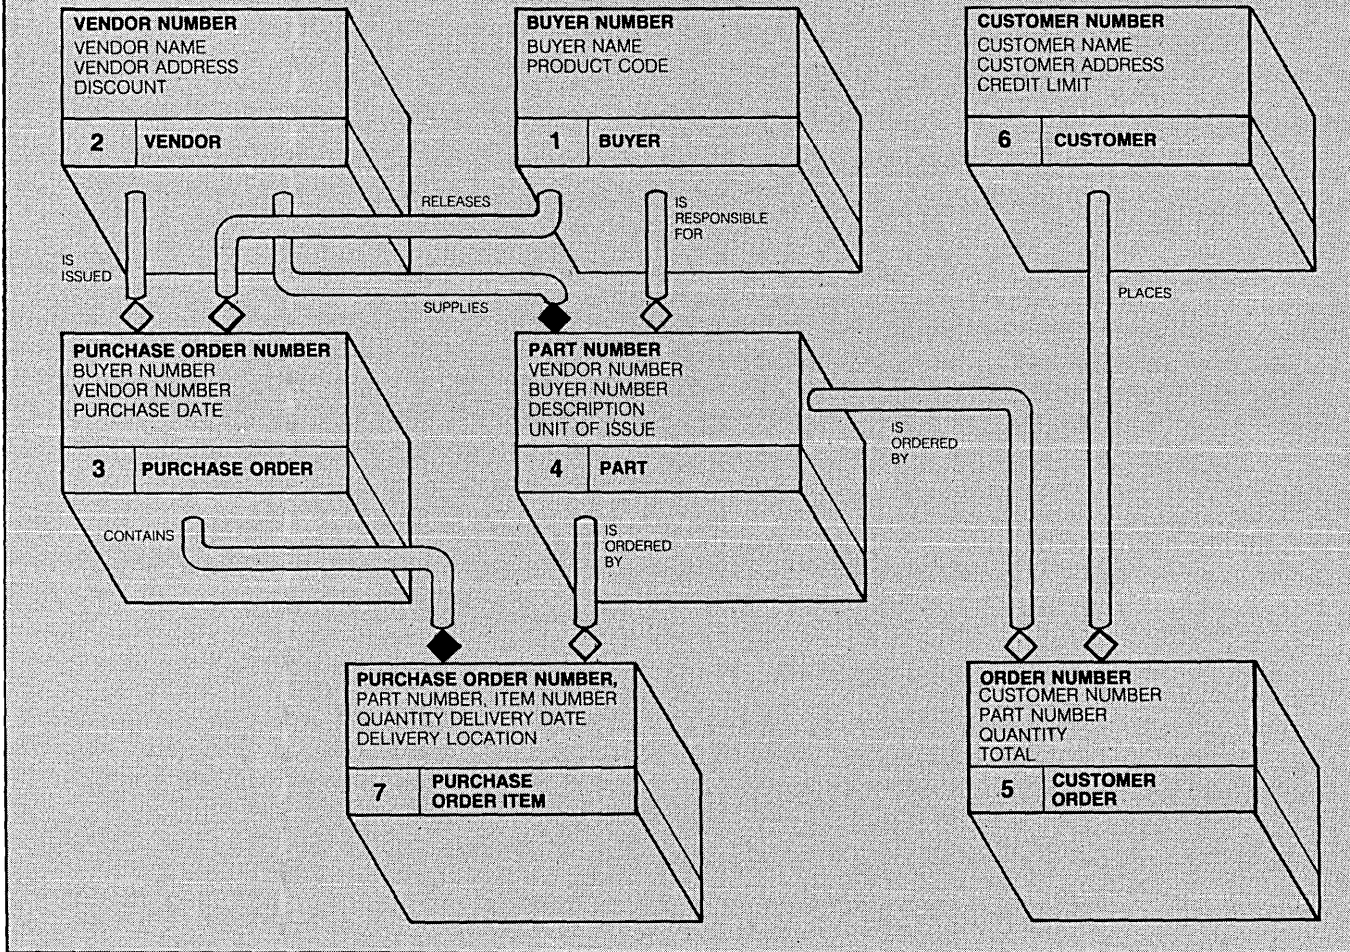 VENDOR NUMBER
VENDOR NAME
VENDOR ADDRESS
DISCOUNT
2 VENDOR
BUYER NUMBER
BUYER NAME
PRODUCT CODE
1 BUYER
CUSTOMER NUMBER
CUSTOMER NAME
CUSTOMER ADDRESS
CREDIT LIMIT
6 CUSTOMER
RELEASES
IS
RESPONSIBLE
FOR
IS
ISSUED
SUPPLIES
PLACES
PURCHASE ORDER NUMBER
BUYER NUMBER
VENDOR NUMBER
PURCHASE DATE
3 PURCHASE ORDER
PART NUMBER
VENDOR NUMBER
BUYER NUMBER
DESCRIPTION
UNIT OF ISSUE
4 PART
IS
ORDERED
BY
CONTAINS
IS
ORDERED
BY
PURCHASE ORDER NUMBER,
PART NUMBER, ITEM NUMBER
QUANTITY DELIVERY DATE
DELIVERY LOCATION
7 PURCHASE
ORDER ITEM
ORDER NUMBER
CUSTOMER NUMBER
PART NUMBER
QUANTITY
TOTAL
5 CUSTOMER
ORDER